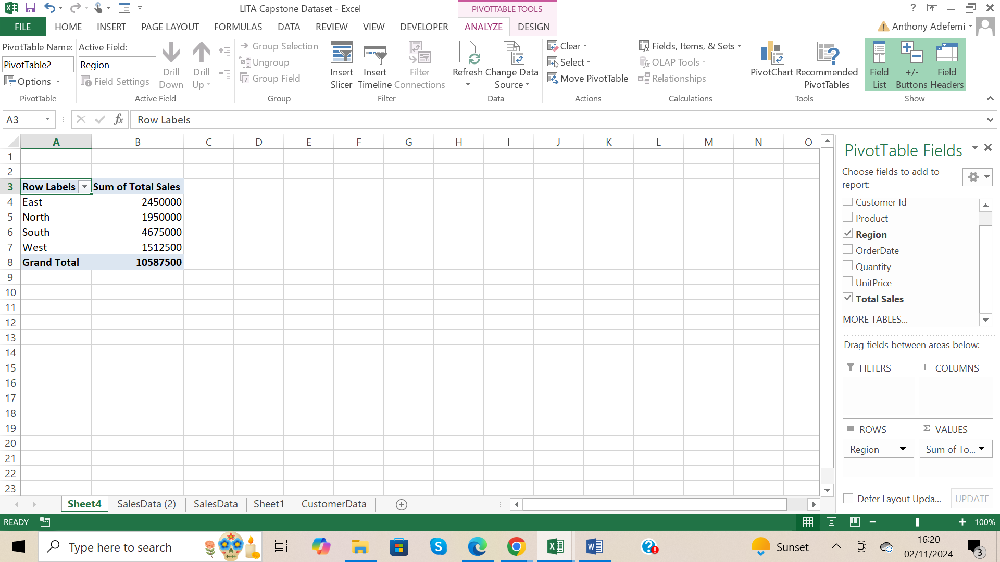 LITA Capstone Dataset - Excel
PIVOTTABLE TOOLS
FILE HOME INSERT PAGE LAYOUT FORMULAS DATA REVIEW VIEW DEVELOPER ANALYZE DESIGN
Anthony Adefemi
PivotTable Name:
PivotTable2
Options
PivotTable
Active Field:
Region
Field Settings
Drill Down
Drill Up
Active Field
Group Selection
Ungroup
Group Field
Group
Insert Slicer
Insert Timeline
Filter Connections
Filter
Refresh
Change Data Source
Data
Clear
Select
Move PivotTable
Actions
Fields, Items, & Sets
OLAP Tools
Relationships
Calculations
PivotChart
Recommended PivotTables
Tools
Field List
+/- Buttons
Field Headers
Show
A3
fx
Row Labels
A B C D E F G H I J K L M N O
1
2
3 Row Labels Sum of Total Sales
4 East 2450000
5 North 1950000
6 South 4675000
7 West 1512500
8 Grand Total 10587500
9
10
11
12
13
14
15
16
17
18
19
20
21
22
23
PivotTable Fields
Choose fields to add to
report:
Customer Id
Product
Region
OrderDate
Quantity
UnitPrice
Total Sales
MORE TABLES...
Drag fields between areas below:
FILTERS
COLUMNS
ROWS
Region
VALUES
Sum of To...
Defer Layout Upda...
UPDATE
Sheet4 SalesData (2) SalesData Sheet1 CustomerData
READY
100%
Type here to search
Sunset
16:20
02/11/2024
3